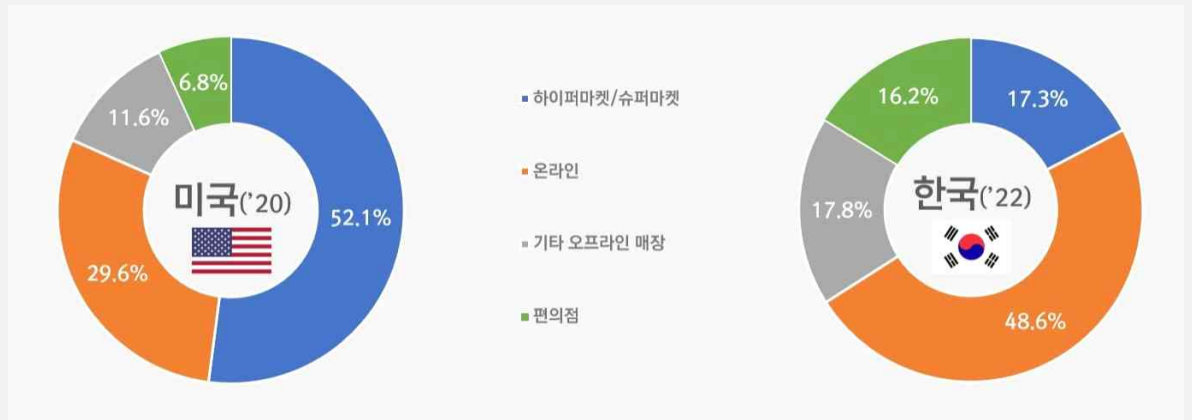 6.8%
11.6%
미국('20)
52.1%
29.6%
하이퍼마켓/슈퍼마켓
온라인
기타 오프라인 매장
편의점
16.2%
17.3%
17.8%
한국('22)
48.6%